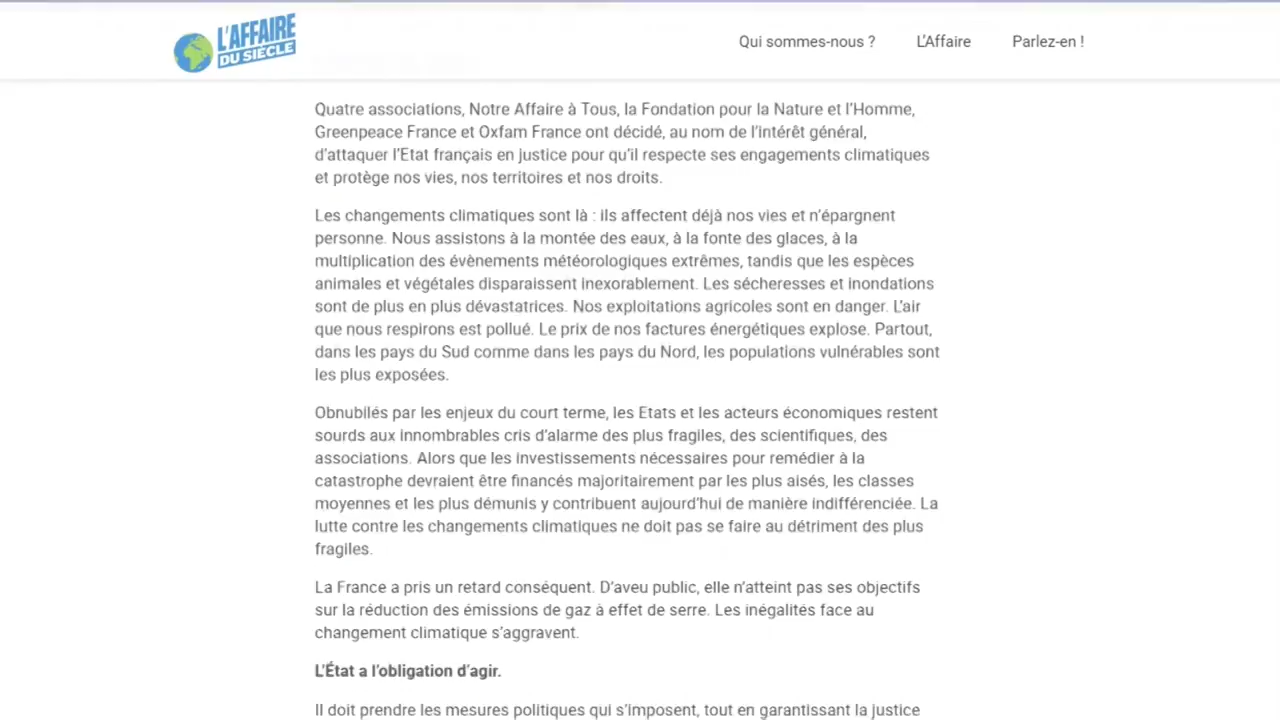 L'AFFAIRE
DU SIÈCLE
Qui sommes-nous ?
L'Affaire
Parlez-en !
Quatre associations, Notre Affaire à Tous, la Fondation pour la Nature et l'Homme,
Greenpeace France et Oxfam France ont décidé, au nom de l'intérêt général,
d'attaquer l'Etat français en justice pour qu'il respecte ses engagements climatiques
et protège nos vies, nos territoires et nos droits.
Les changements climatiques sont là : ils affectent déjà nos vies et n'épargnent
personne. Nous assistons à la montée des eaux, à la fonte des glaces, à la
multiplication des évènements météorologiques extrêmes, tandis que les espèces
animales et végétales disparaissent inexorablement. Les sécheresses et inondations
sont de plus en plus dévastatrices. Nos exploitations agricoles sont en danger. L'air
que nous respirons est pollué. Le prix de nos factures énergétiques explose. Partout,
dans les pays du Sud comme dans les pays du Nord, les populations vulnérables sont
les plus exposées.
Obnubilés par les enjeux du court terme, les Etats et les acteurs économiques restent
sourds aux innombrables cris d'alarme des plus fragiles, des scientifiques, des
associations. Alors que les investissements nécessaires pour remédier à la
catastrophe devraient être financés majoritairement par les plus aisés, les classes
moyennes et les plus démunis y contribuent aujourd'hui de manière indifférenciée. La
lutte contre les changements climatiques ne doit pas se faire au détriment des plus
fragiles.
La France a pris un retard conséquent. D'aveu public, elle n'atteint pas ses objectifs
sur la réduction des émissions de gaz à effet de serre. Les inégalités face au
changement climatique s'aggravent.
L'État a l'obligation d'agir.
Il doit prendre les mesures politiques qui s'imposent, tout en garantissant la justice